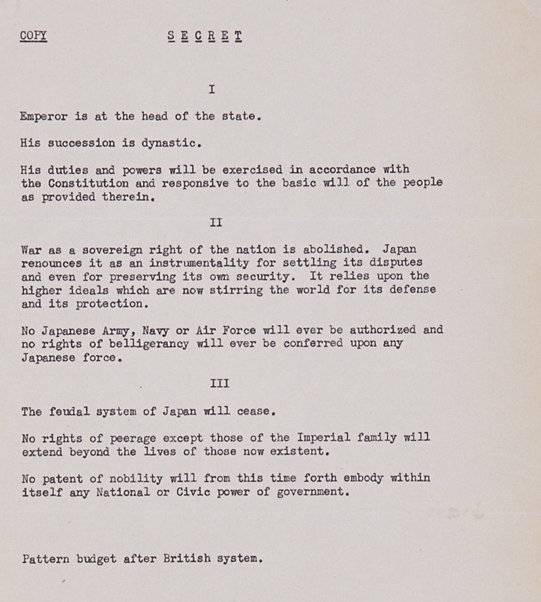 COPY S E C R E T
I
Emperor is at the head of the state.
His succession is dynastic.
His duties and powers will be exercised in accordance with
the Constitution and responsive to the basic will of the people
as provided therein.
II
War as a sovereign right of the nation is abolished. Japan
renounces it as an instrumentality for settling its disputes
and even for preserving its own security. It relies upon the
higher ideals which are now stirring the world for its defense
and its protection.
No Japanese Army, Navy or Air Force will ever be authorized and
no rights of belligerancy will ever be conferred upon any
Japanese force.
III
The feudal system of Japan will cease.
No rights of peerage except those of the Imperial family will
extend beyond the lives of those now existent.
No patent of nobility will from this time forth embody within
itself any National or Civic power of government.
Pattern budget after British system.